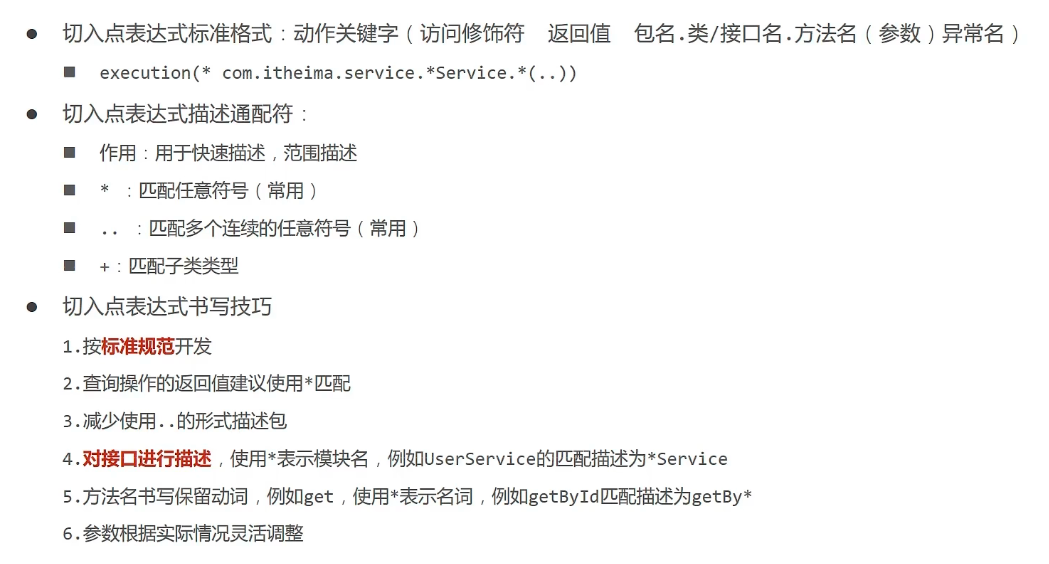 ● 切入点表达式标准格式：动作关键字（访问修饰符　返回值　包名.类/接口名.方法名（参数）异常名）
■ execution(* com.itheima.service.*Service.*(..))
● 切入点表达式描述通配符：
■ 作用：用于快速描述，范围描述
■ * ：匹配任意符号（常用）
■ .. ：匹配多个连续的任意符号（常用）
■ +：匹配子类类型
● 切入点表达式书写技巧
1.按标准规范开发
2.查询操作的返回值建议使用*匹配
3.减少使用..的形式描述包
4.对接口进行描述，使用*表示模块名，例如UserService的匹配描述为*Service
5.方法名书写保留动词，例如get，使用*表示名词，例如getById匹配描述为getBy*
6.参数根据实际情况灵活调整